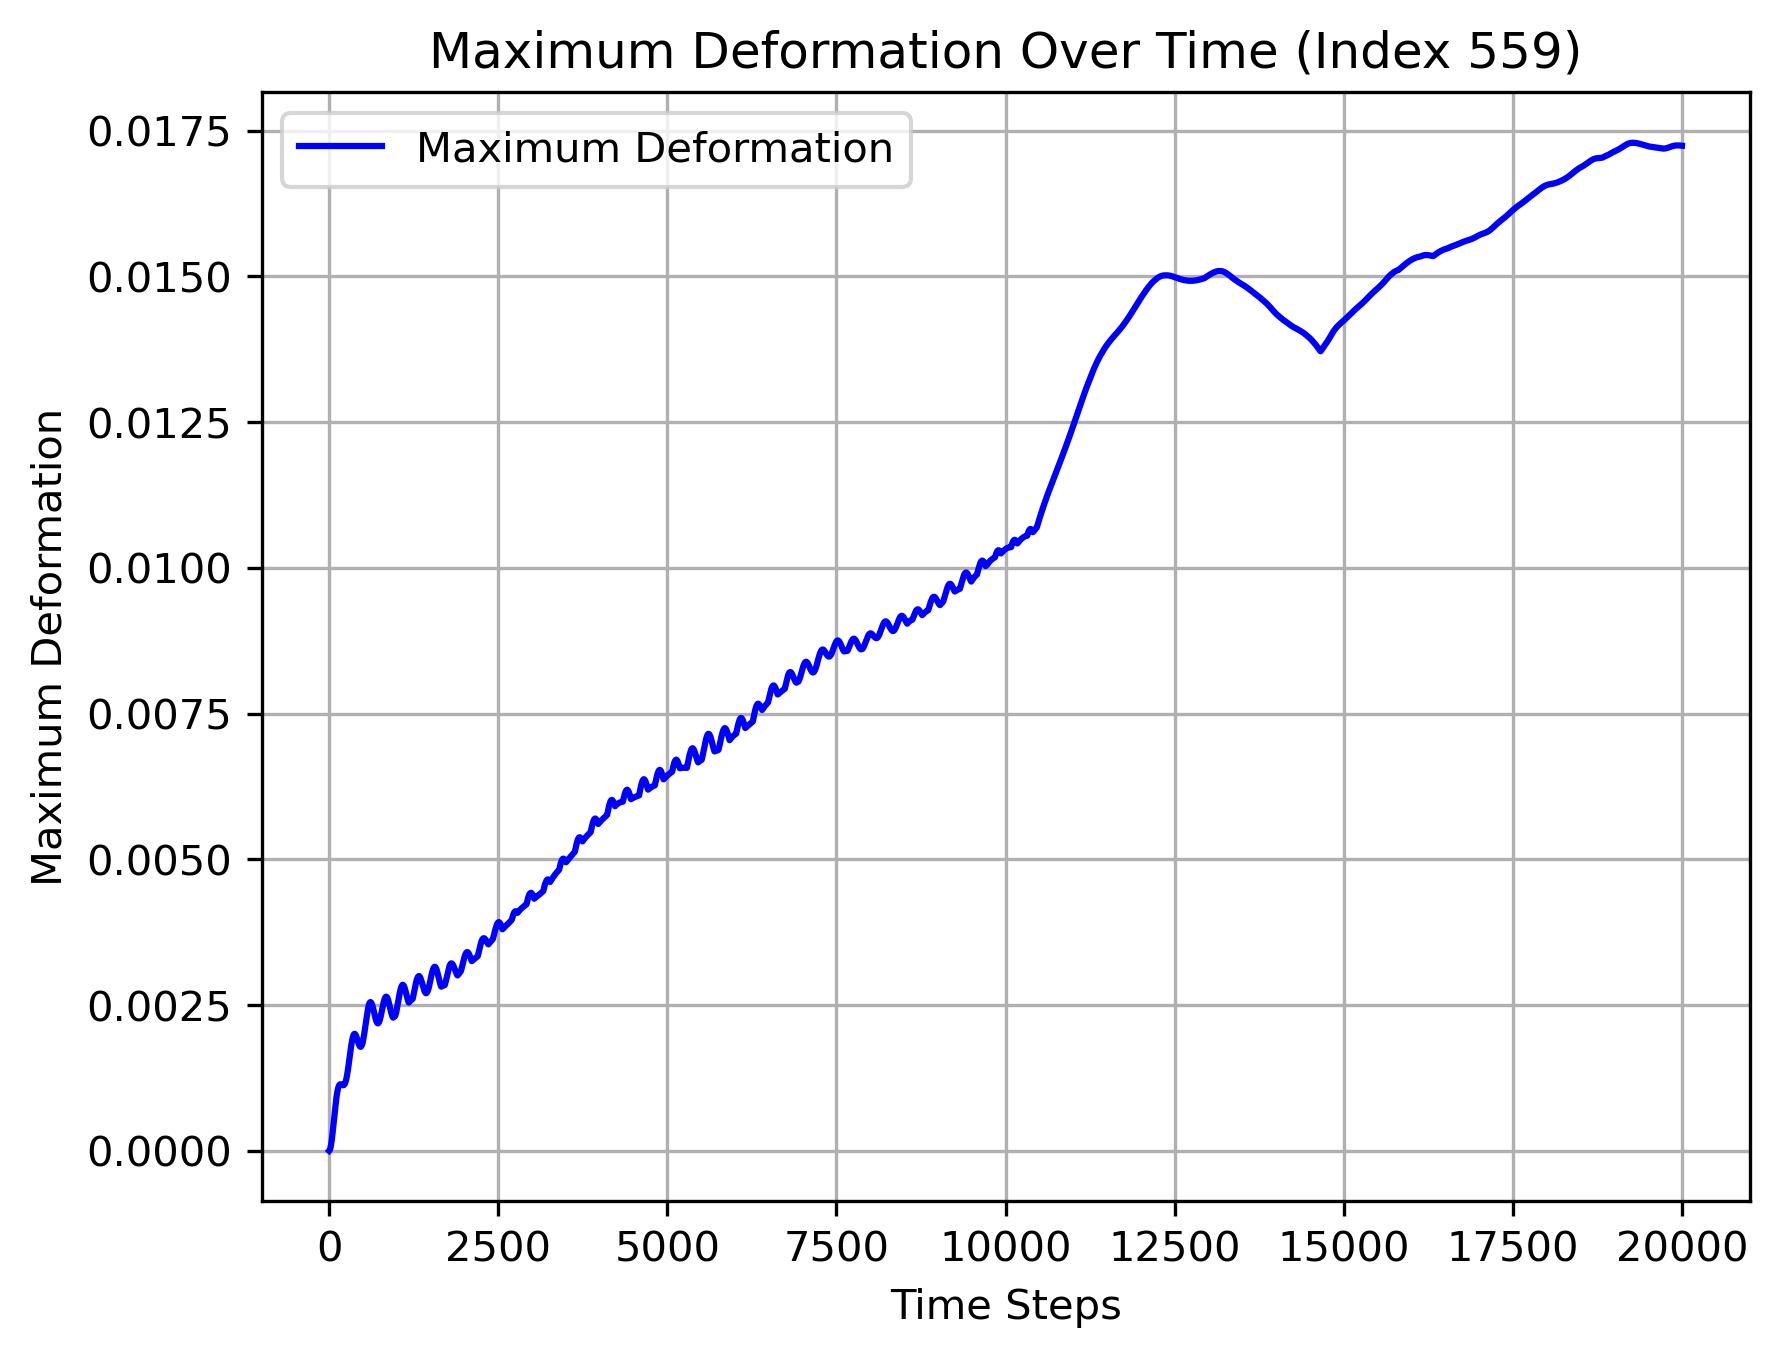 Maximum Deformation Over Time (Index 559)
Maximum Deformation
0.0175
0.0150
0.0125
0.0100
0.0075
0.0050
0.0025
0.0000
Maximum Deformation
0 2500 5000 7500 10000 12500 15000 17500 20000
Time Steps